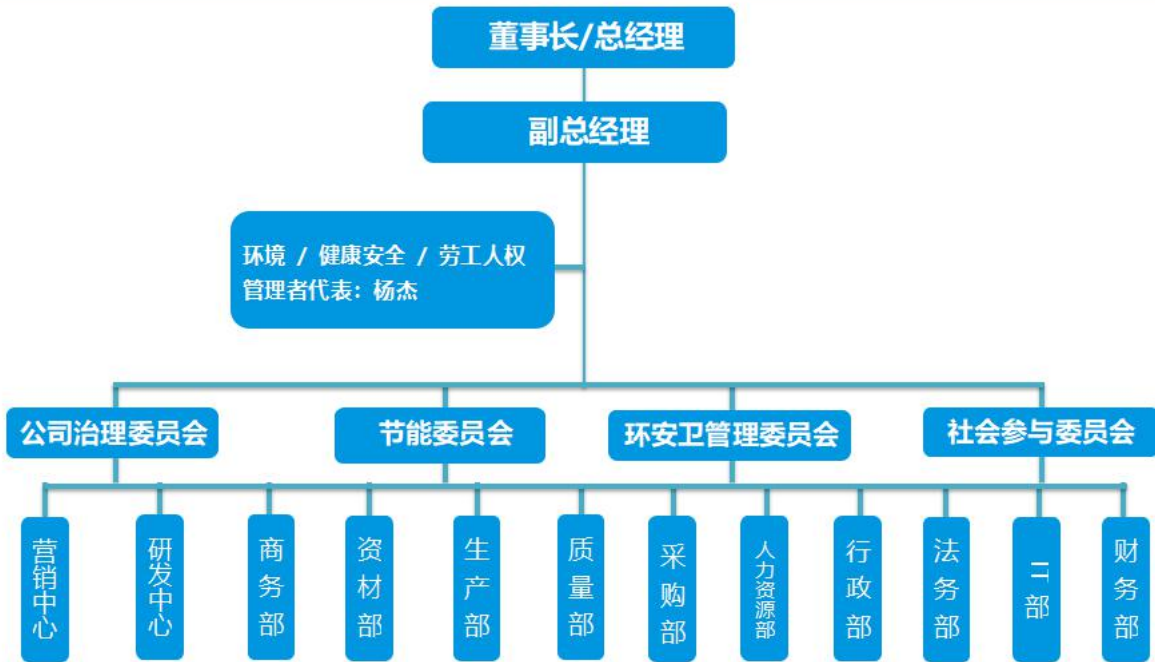 董事长/总经理
副总经理
环境 / 健康安全 / 劳工人权
管理者代表: 杨杰
公司治理委员会
节能委员会
环安卫管理委员会
社会参与委员会
营销中心
研发中心
商务部
资材部
生产部
质量部
采购部
人力资源部
行政部
法务部
IT部
财务部